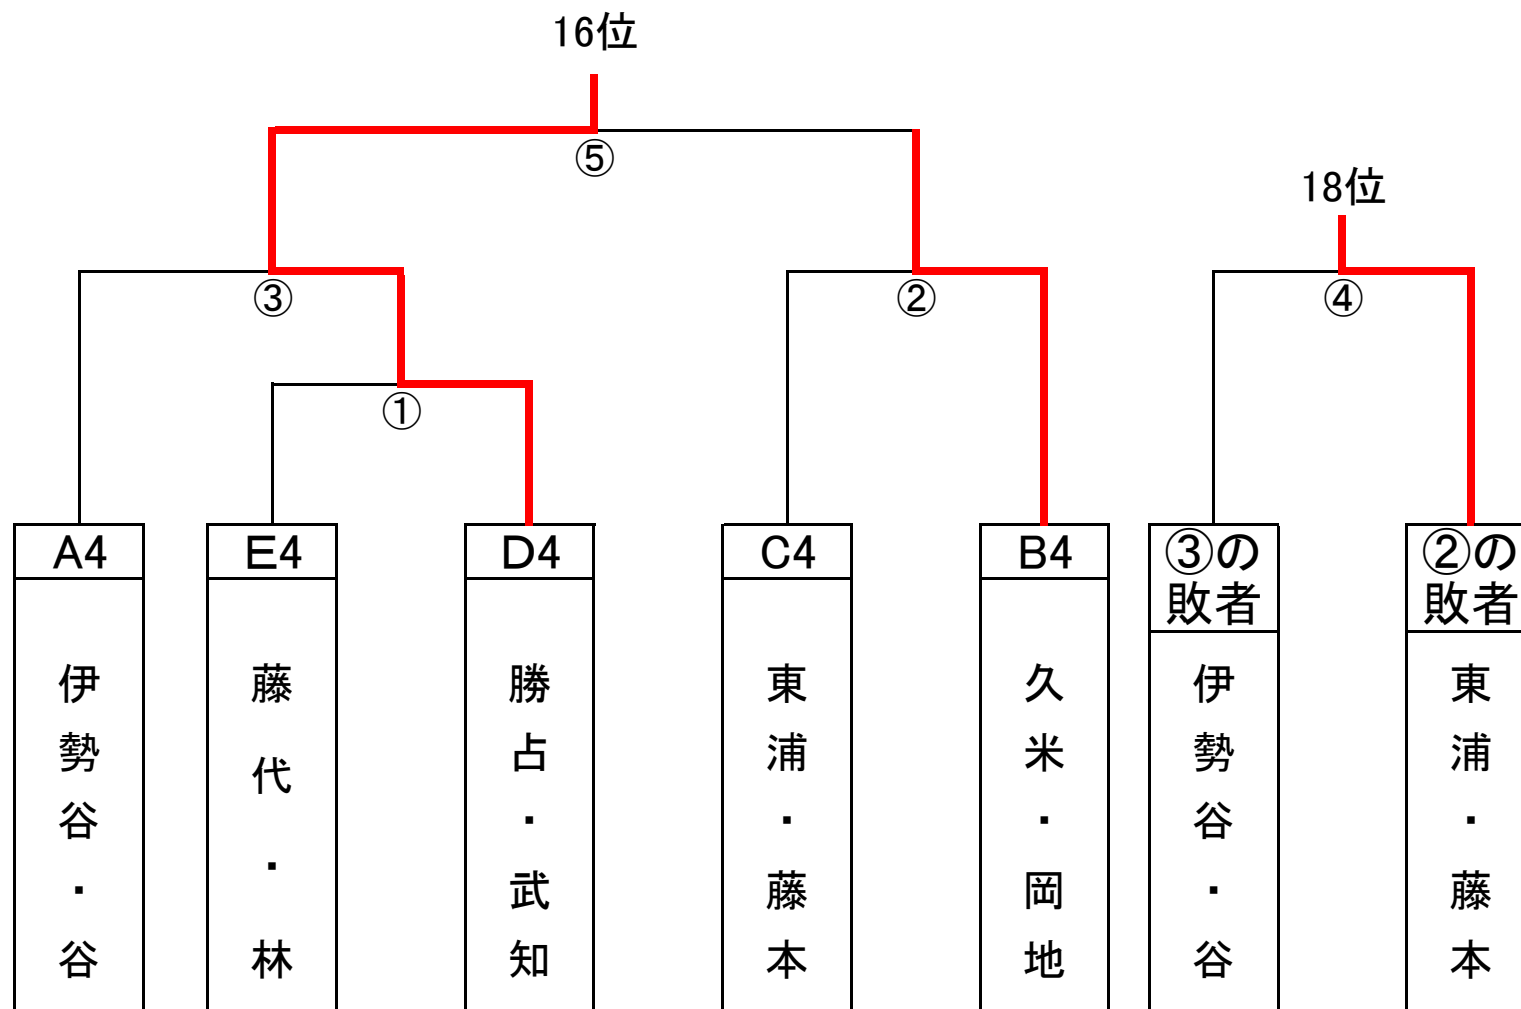 16位
⑤
18位
③
②
④
①
A4
E4
D4
C4
B4
③の
敗者
②の
敗者
伊勢谷・谷
藤代・林
勝占・武知
東浦・藤本
久米・岡地
伊勢谷・谷
東浦・藤本